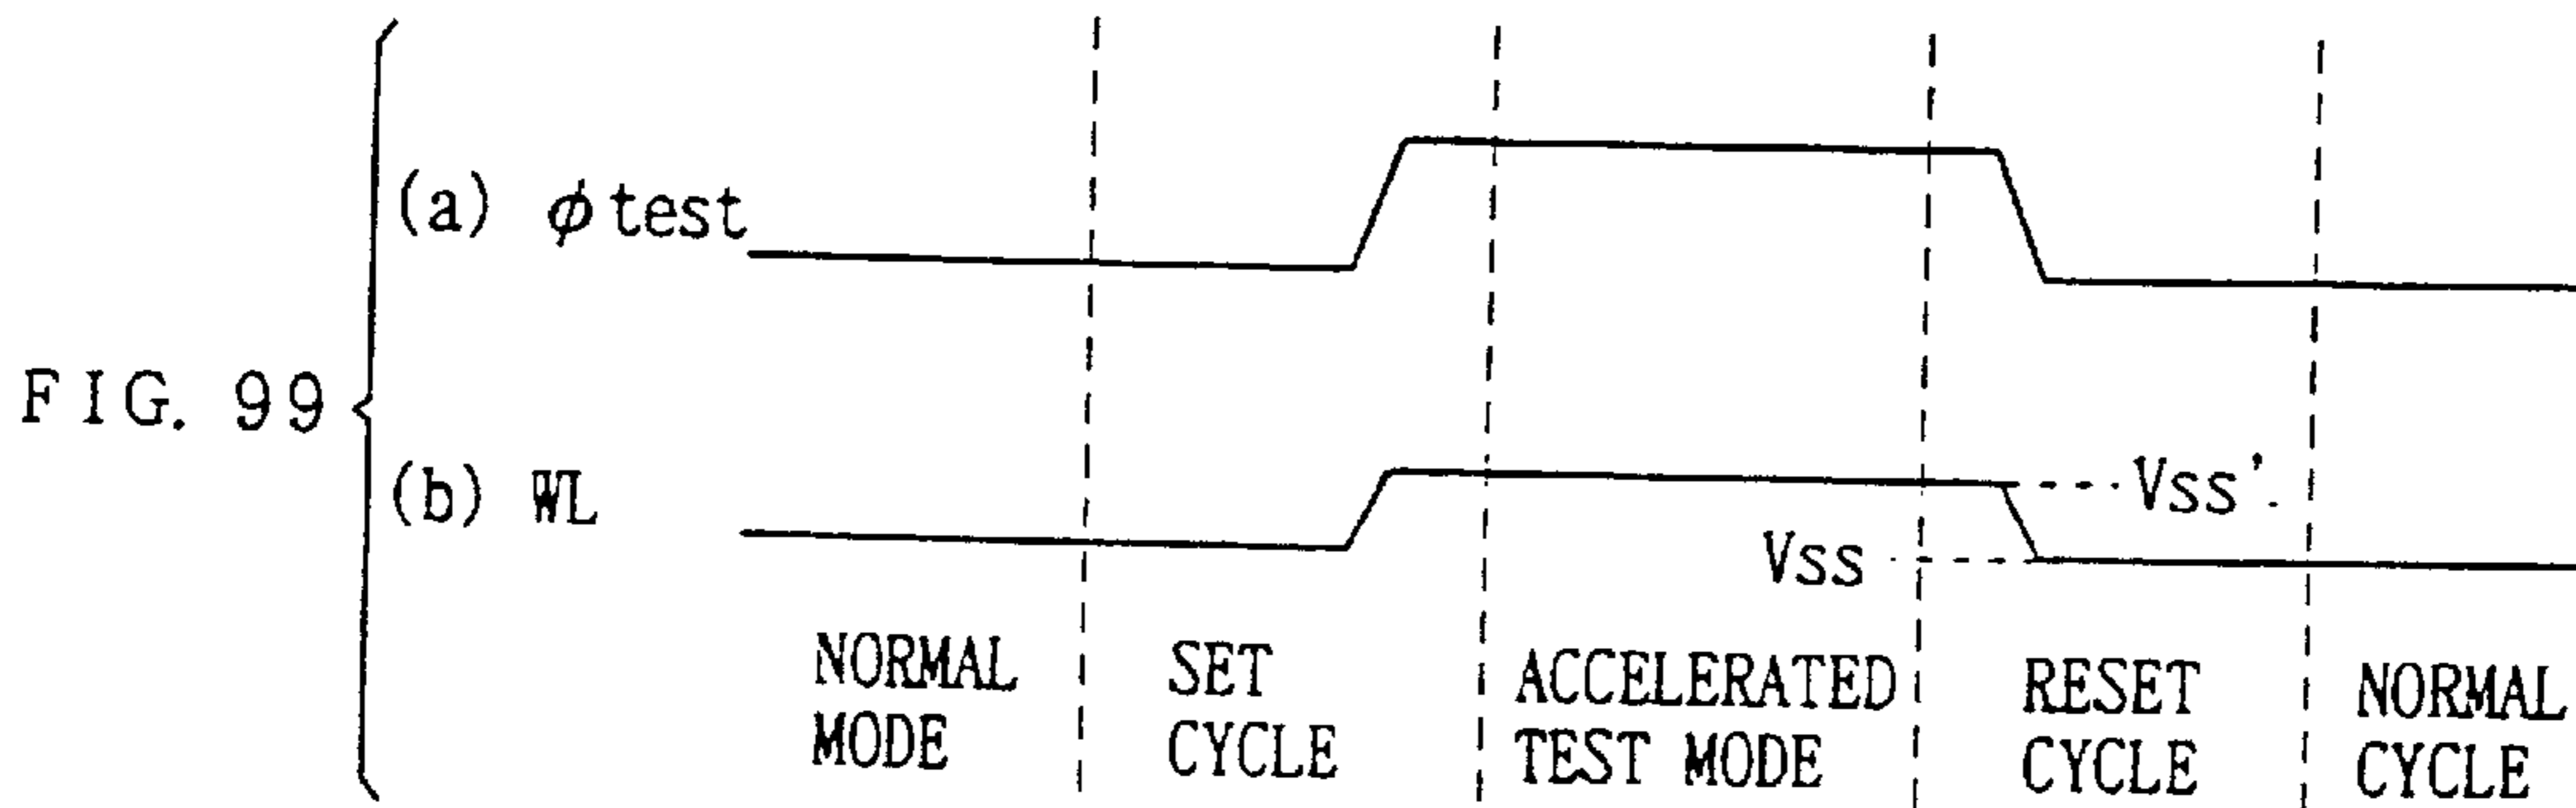 FIG. 99
(a) φtest
(b) WL
Vss'
Vss
NORMAL
MODE
SET
CYCLE
ACCELERATED
TEST MODE
RESET
CYCLE
NORMAL
CYCLE